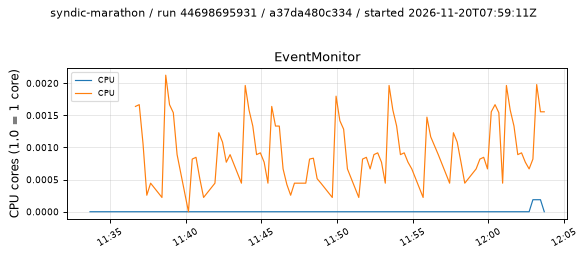 syndic-marathon / run 44698695931 / a37da480c334 / started 2026-11-20T07:59:11Z
EventMonitor
CPU cores (1.0 = 1 core)
CPU
CPU
0.0020
0.0015
0.0010
0.0005
0.0000
11:35
11:40
11:45
11:50
11:55
12:00
12:05